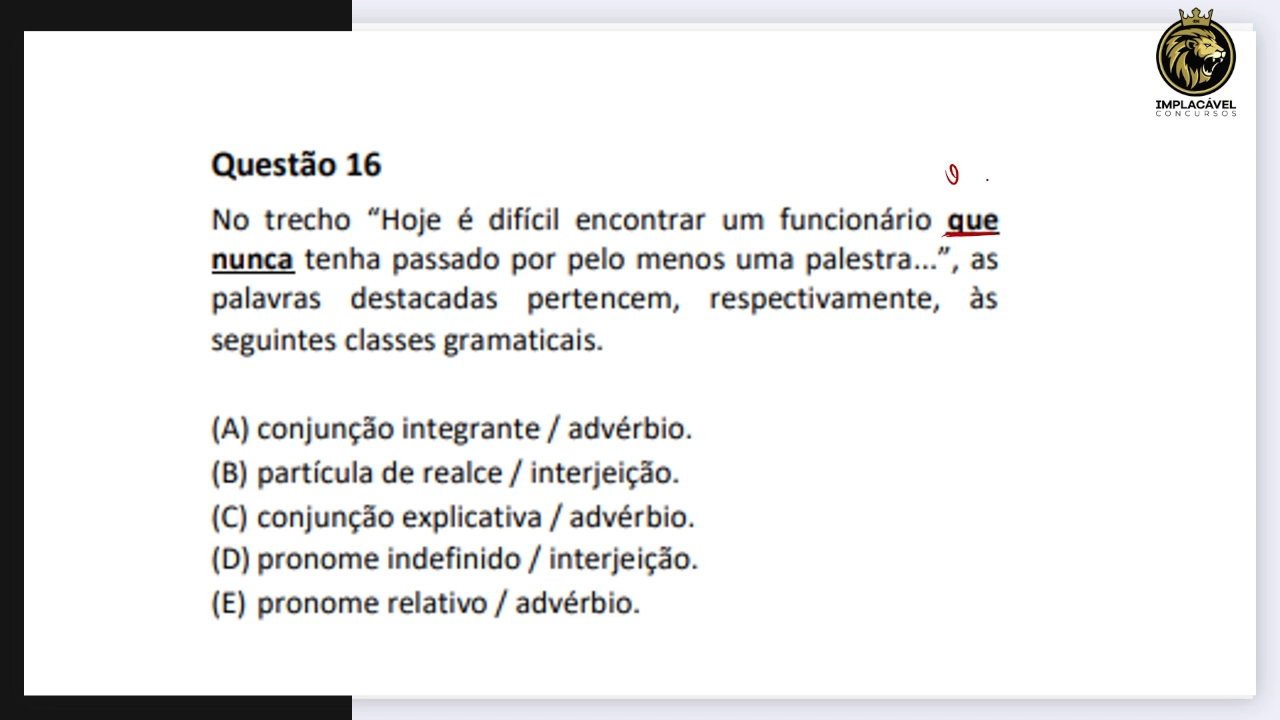 IMPLACÁVEL
CONCURSOS
Questão 16
No trecho “Hoje é difícil encontrar um funcionário que
nunca tenha passado por pelo menos uma palestra...”, as
palavras destacadas pertencem, respectivamente, às
seguintes classes gramaticais.
(A) conjunção integrante / advérbio.
(B) partícula de realce / interjeição.
(C) conjunção explicativa / advérbio.
(D) pronome indefinido / interjeição.
(E) pronome relativo / advérbio.